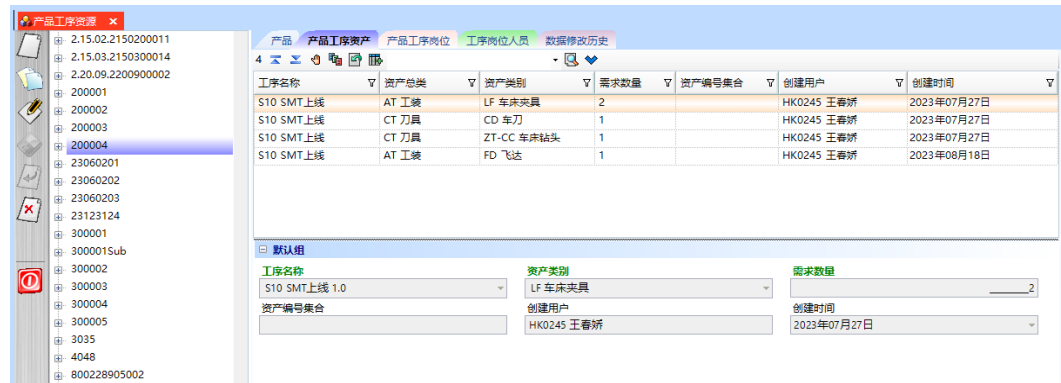 产品工序资源 ×
2.15.02.2150200011
2.15.03.2150300014
2.20.09.2200900002
200001
200002
200003
200004
23060201
23060202
23060203
23123124
300001
300001Sub
300002
300003
300004
300005
3035
4048
800228905002
产品 产品工序资产 产品工序岗位 工序岗位人员 数据修改历史
4
工序名称 资产总类 资产类别 需求数量 资产编号集合 创建用户 创建时间
S10 SMT上线 AT 工装 LF 车床夹具 2 HK0245 王春娇 2023年07月27日
S10 SMT上线 CT 刀具 CD 车刀 1 HK0245 王春娇 2023年07月27日
S10 SMT上线 CT 刀具 ZT-CC 车床钻头 1 HK0245 王春娇 2023年07月27日
S10 SMT上线 AT 工装 FD 飞达 1 HK0245 王春娇 2023年08月18日
默认组
工序名称 资产类别 需求数量
S10 SMT上线 1.0 LF 车床夹具 ______2
资产编号集合 创建用户 创建时间
HK0245 王春娇 2023年07月27日